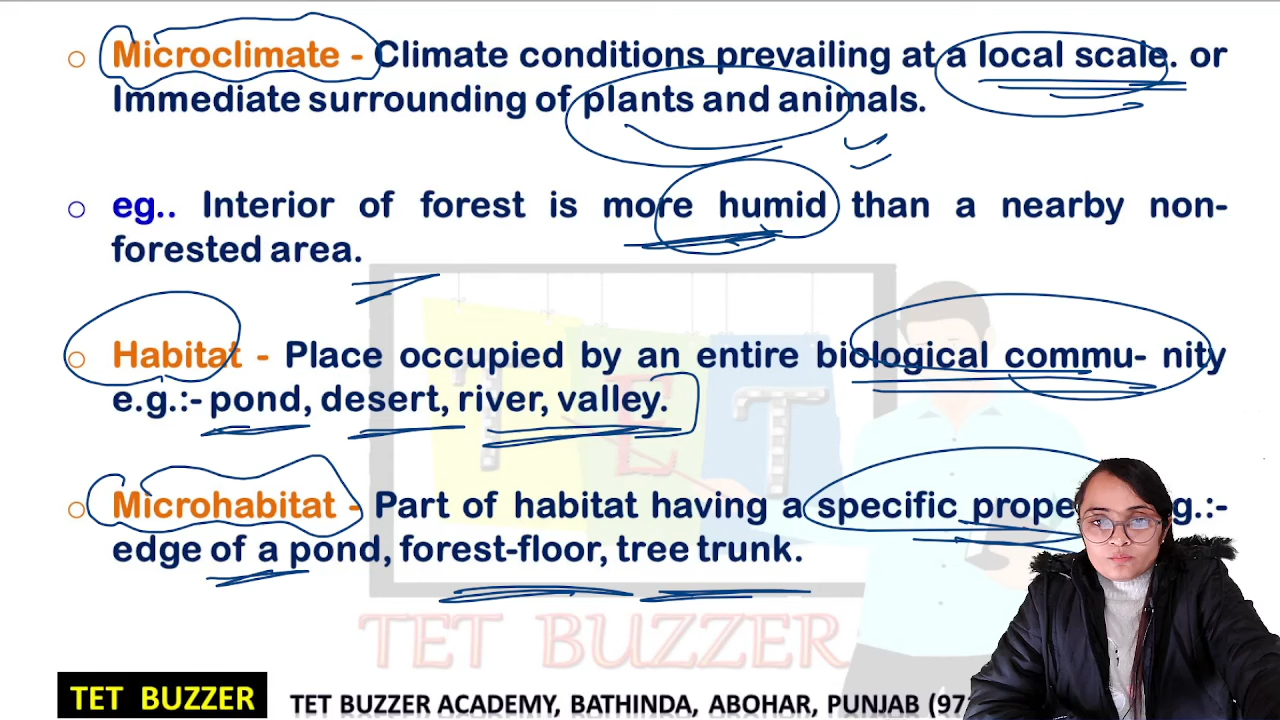 Microclimate - Climate conditions prevailing at a local scale. or
Immediate surrounding of plants and animals.
eg.. Interior of forest is more humid than a nearby non-
forested area.
Habitat - Place occupied by an entire biological commu- nity
e.g.:- pond, desert, river, valley.
Microhabitat - Part of habitat having a specific prope g.:-
edge of a pond, forest-floor, tree trunk.
TET
TET BUZZER
TET BUZZER
TET BUZZER ACADEMY, BATHINDA, ABOHAR, PUNJAB (97